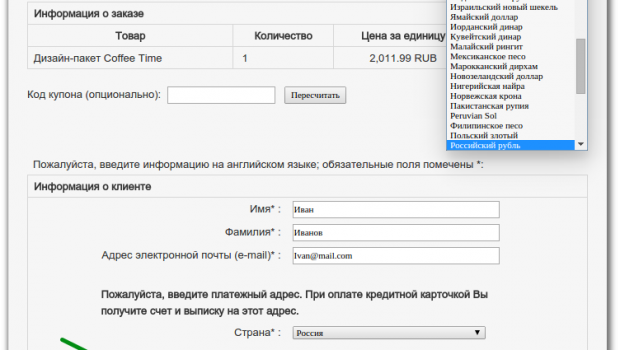 Информация о заказе
Товар Количество Цена за единицу
Дизайн-пакет Coffee Time 1 2,011.99 RUB
Код купона (опционально): Пересчитать
Израильский новый шекель
Ямайский доллар
Иорданский динар
Кувейтский динар
Малайский рингит
Мексиканское песо
Марокканский дирхам
Новозеландский доллар
Нигерийская найра
Норвежская крона
Пакистанская рупия
Peruvian Sol
Филипинское песо
Польский злотый
Российский рубль
Пожалуйста, введите информацию на английском языке; обязательные поля помечены *:
Информация о клиенте
Имя* : Иван
Фамилия* : Иванов
Адрес электронной почты (e-mail)* : Ivan@mail.com
Пожалуйста, введите платежный адрес. При оплате кредитной карточкой Вы
получите счет и выписку на этот адрес.
Страна* : Россия